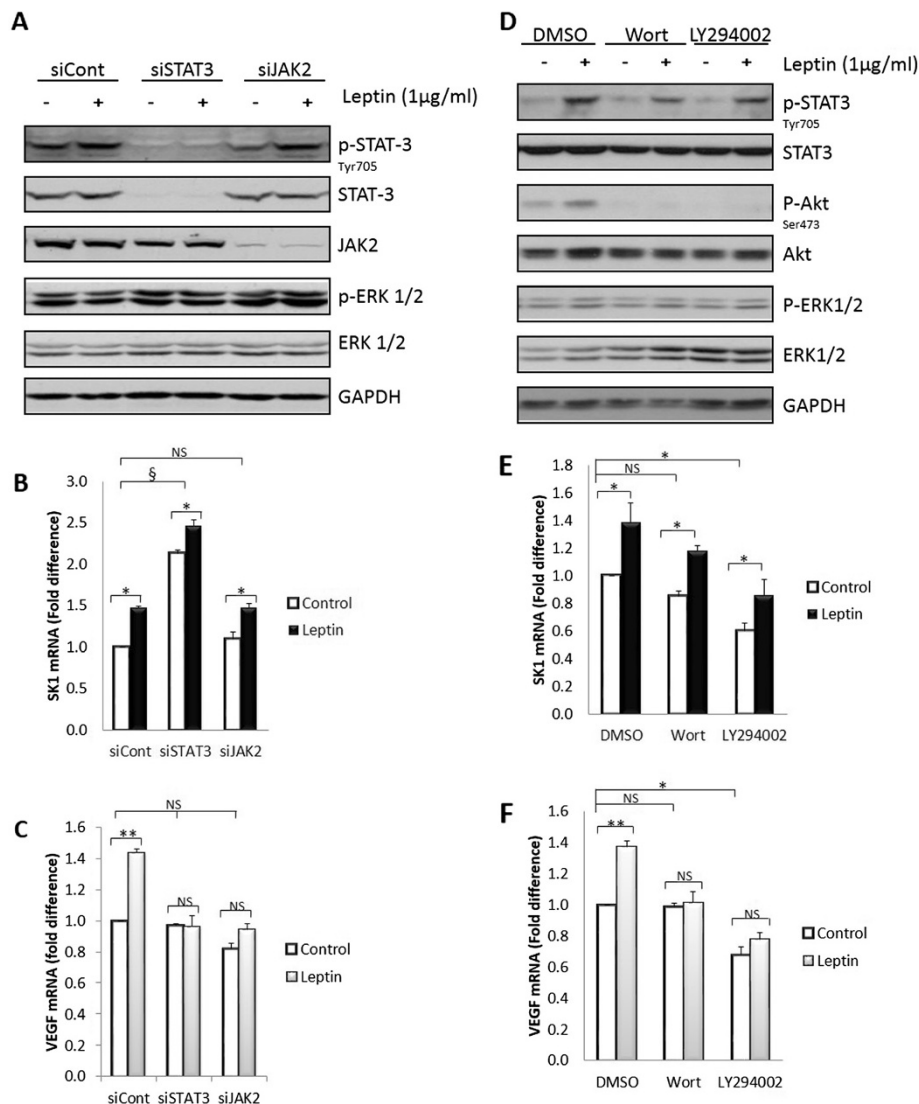 A
siCont siSTAT3 siJAK2
- + - + - + Leptin (1µg/ml)
p-STAT-3
Tyr705
STAT-3
JAK2
p-ERK 1/2
ERK 1/2
GAPDH
D
DMSO Wort LY294002
- + - + - + Leptin (1µg/ml)
p-STAT3
Tyr705
STAT3
P-Akt
Ser473
Akt
P-ERK1/2
ERK1/2
GAPDH
B
SK1 mRNA (Fold difference)
3.0
2.5
2.0
1.5
1.0
0.5
0.0
NS
§
* * *
siCont siSTAT3 siJAK2
Control
Leptin
E
SK1 mRNA (Fold difference)
1.8
1.6
1.4
1.2
1.0
0.8
0.6
0.4
0.2
0.0
*
NS
* * *
DMSO Wort LY294002
Control
Leptin
C
VEGF mRNA (fold difference)
1.6
1.4
1.2
1.0
0.8
0.6
0.4
0.2
0.0
NS
** NS NS
siCont siSTAT3 siJAK2
Control
Leptin
F
VEGF mRNA (Fold difference)
1.6
1.4
1.2
1.0
0.8
0.6
0.4
0.2
0.0
*
NS
** NS NS
DMSO Wort LY294002
Control
Leptin